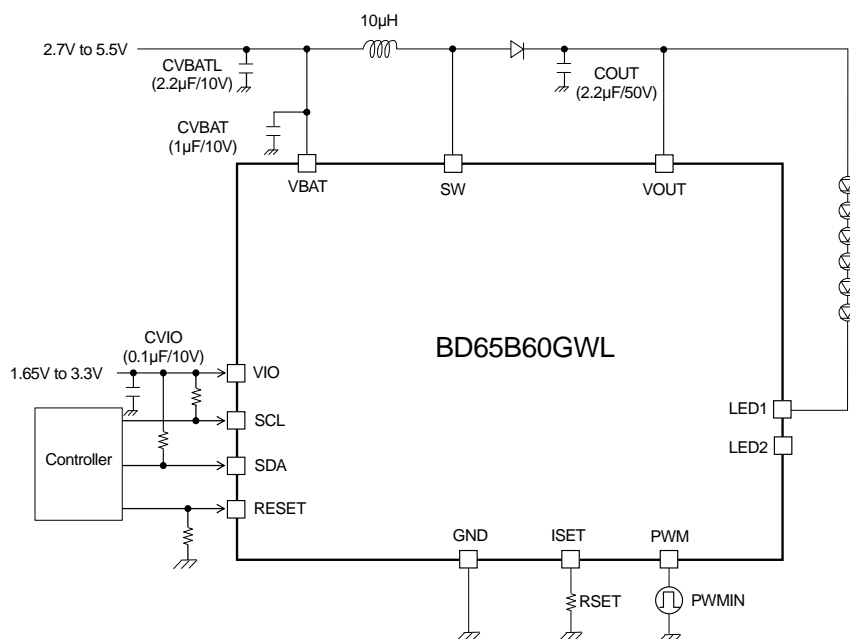 10µH
2.7V to 5.5V
CVBATL
(2.2µF/10V)
COUT
(2.2µF/50V)
CVBAT
(1µF/10V)
VBAT
SW
VOUT
BD65B60GWL
CVIO
(0.1µF/10V)
1.65V to 3.3V
VIO
SCL
SDA
RESET
Controller
LED1
LED2
GND
ISET
PWM
RSET
PWMIN